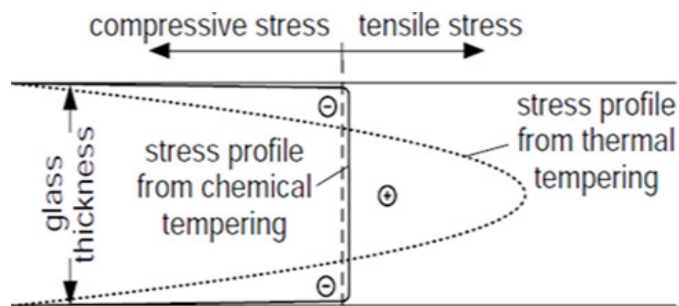 compressive stress tensile stress
stress profile
from chemical
tempering
stress profile
from thermal
tempering
glass
thickness